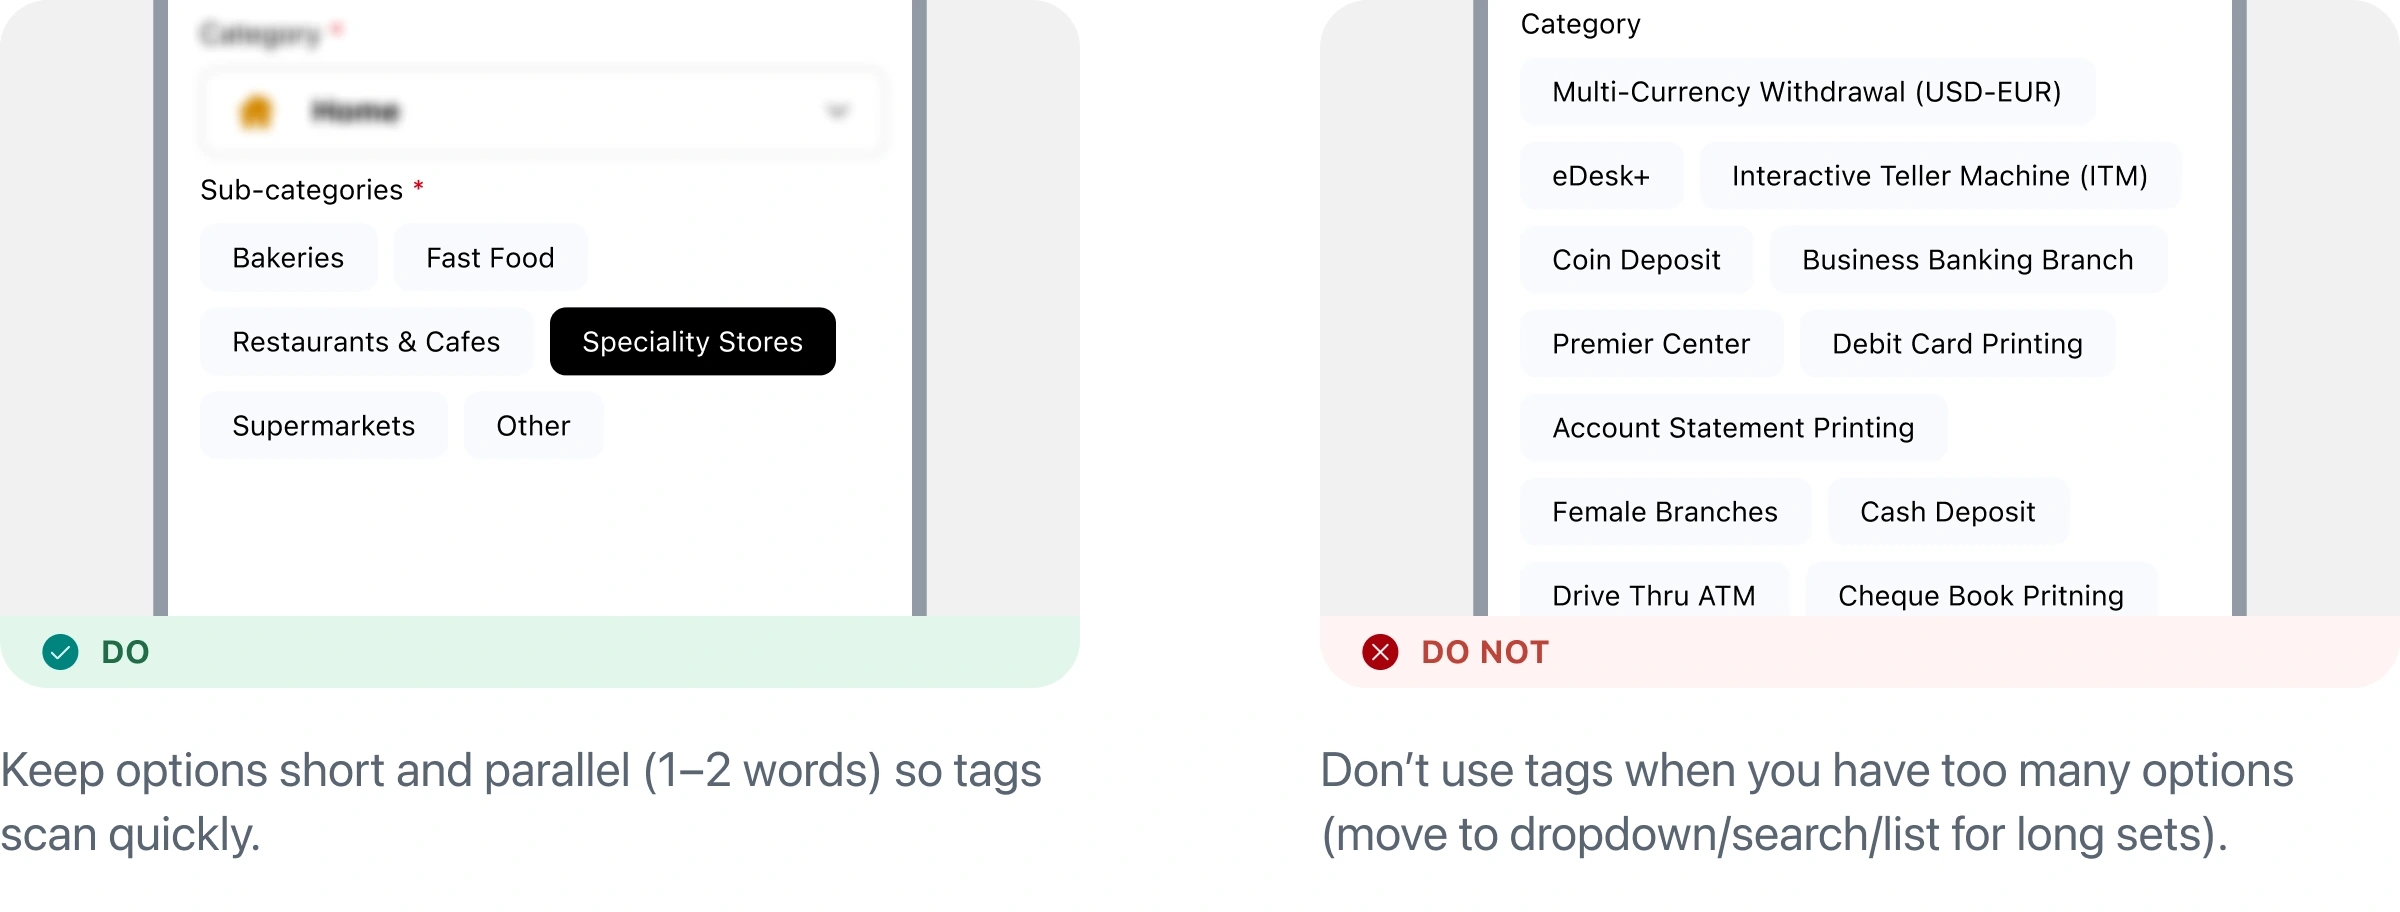 Category *
Home
Sub-categories *
Bakeries
Fast Food
Restaurants & Cafes
Speciality Stores
Supermarkets
Other
DO
Keep options short and parallel (1–2 words) so tags
scan quickly.
Category
Multi-Currency Withdrawal (USD-EUR)
eDesk+
Interactive Teller Machine (ITM)
Coin Deposit
Business Banking Branch
Premier Center
Debit Card Printing
Account Statement Printing
Female Branches
Cash Deposit
Drive Thru ATM
Cheque Book Pritning
DO NOT
Don’t use tags when you have too many options
(move to dropdown/search/list for long sets).